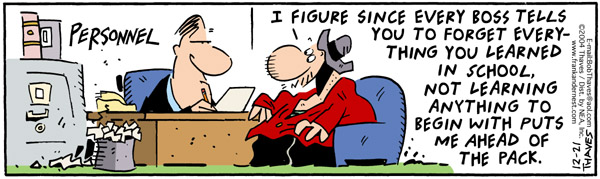 PERSONNEL
I FIGURE SINCE EVERY BOSS TELLS
YOU TO FORGET EVERY-
THING YOU LEARNED
IN SCHOOL,
NOT LEARNING
ANYTHING TO
BEGIN WITH PUTS
ME AHEAD OF
THE PACK.
©2004 Thaves / Dist. by NEA, Inc.
www.frankandernest.com
E-mail:BobThaves@aol.com
THAVES
12-21